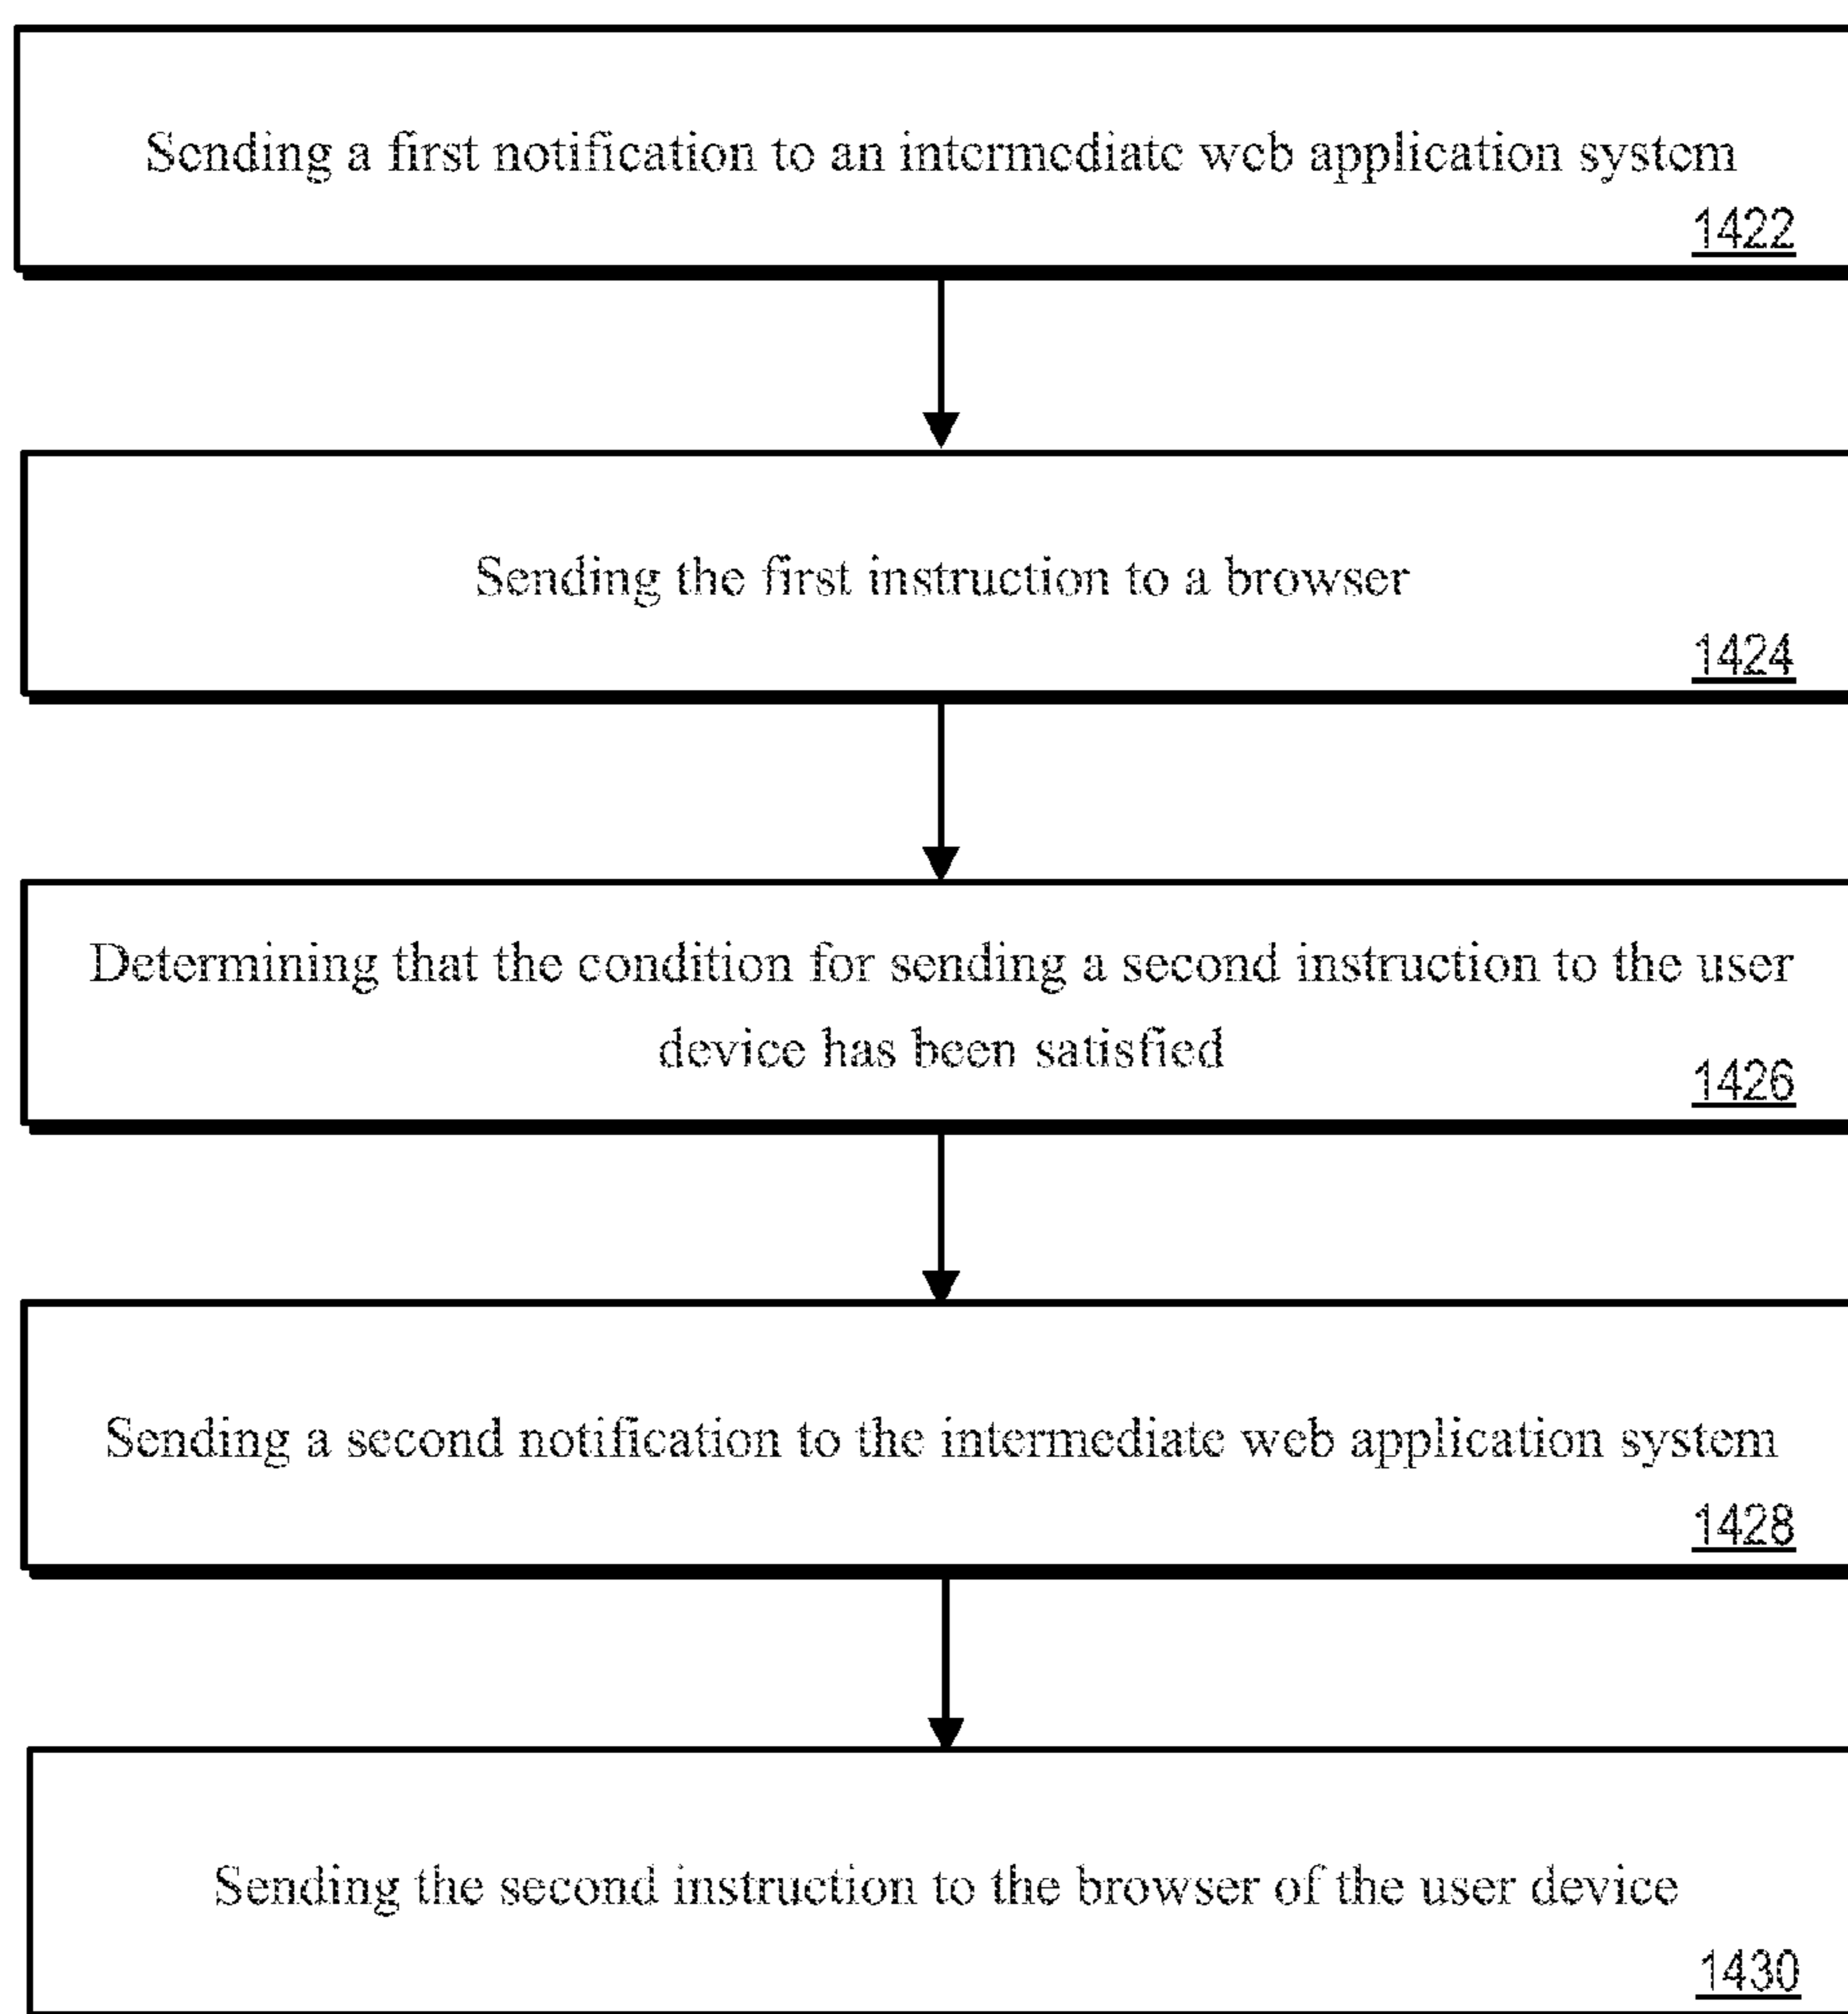 Sending a first notification to an intermediate web application system
1422
Sending the first instruction to a browser
1424
Determining that the condition for sending a second instruction to the user
device has been satisfied
1426
Sending a second notification to the intermediate web application system
1428
Sending the second instruction to the browser of the user device
1430